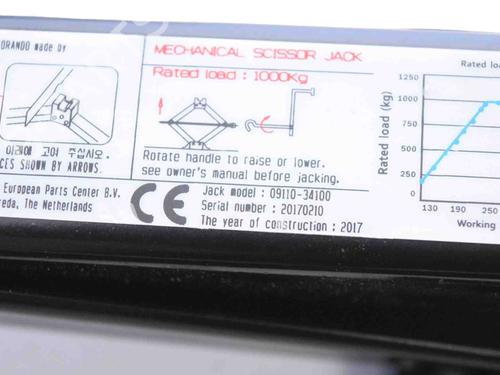 ORANDO made by
MECHANICAL SCISSOR JACK
Rated load : 1000Kg
Rotate handle to raise or lower.
see owner's manual before jacking.
이래에 고아 주십시오.
CES SHOWN BY ARROWS.
European Parts Center B.V.
eda, The Netherlands
CE
Jack model : 09110-34100
Serial number : 20170210
The year of construction : 2017
Rated loa
Rated load (kg)
1250
1000
750
500
250
0
130 190 250
Working